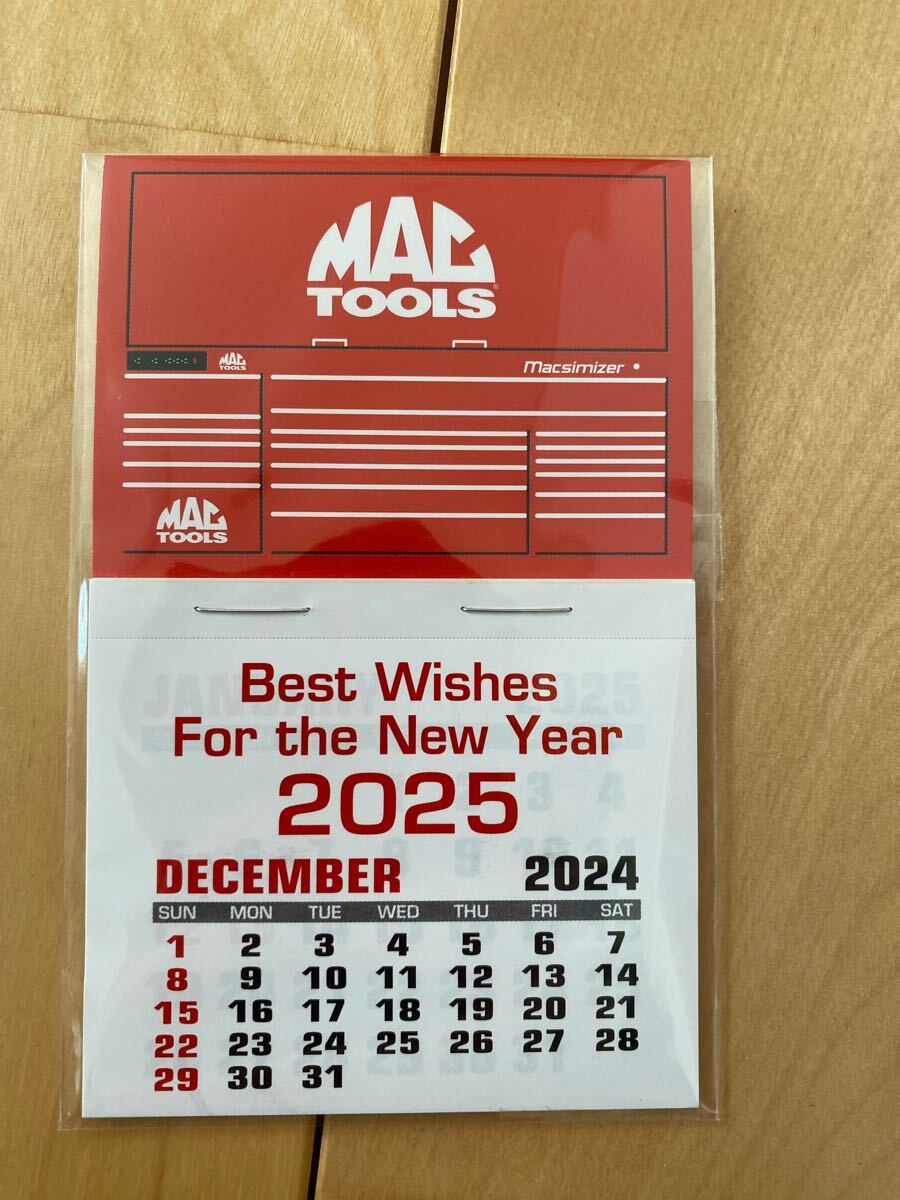 MAC
TOOLS®
MAC
TOOLS
Macsimizer
MAC
TOOLS
Best Wishes
For the New Year
2025
DECEMBER 2024
SUN MON TUE WED THU FRI SAT
1 2 3 4 5 6 7
8 9 10 11 12 13 14
15 16 17 18 19 20 21
22 23 24 25 26 27 28
29 30 31